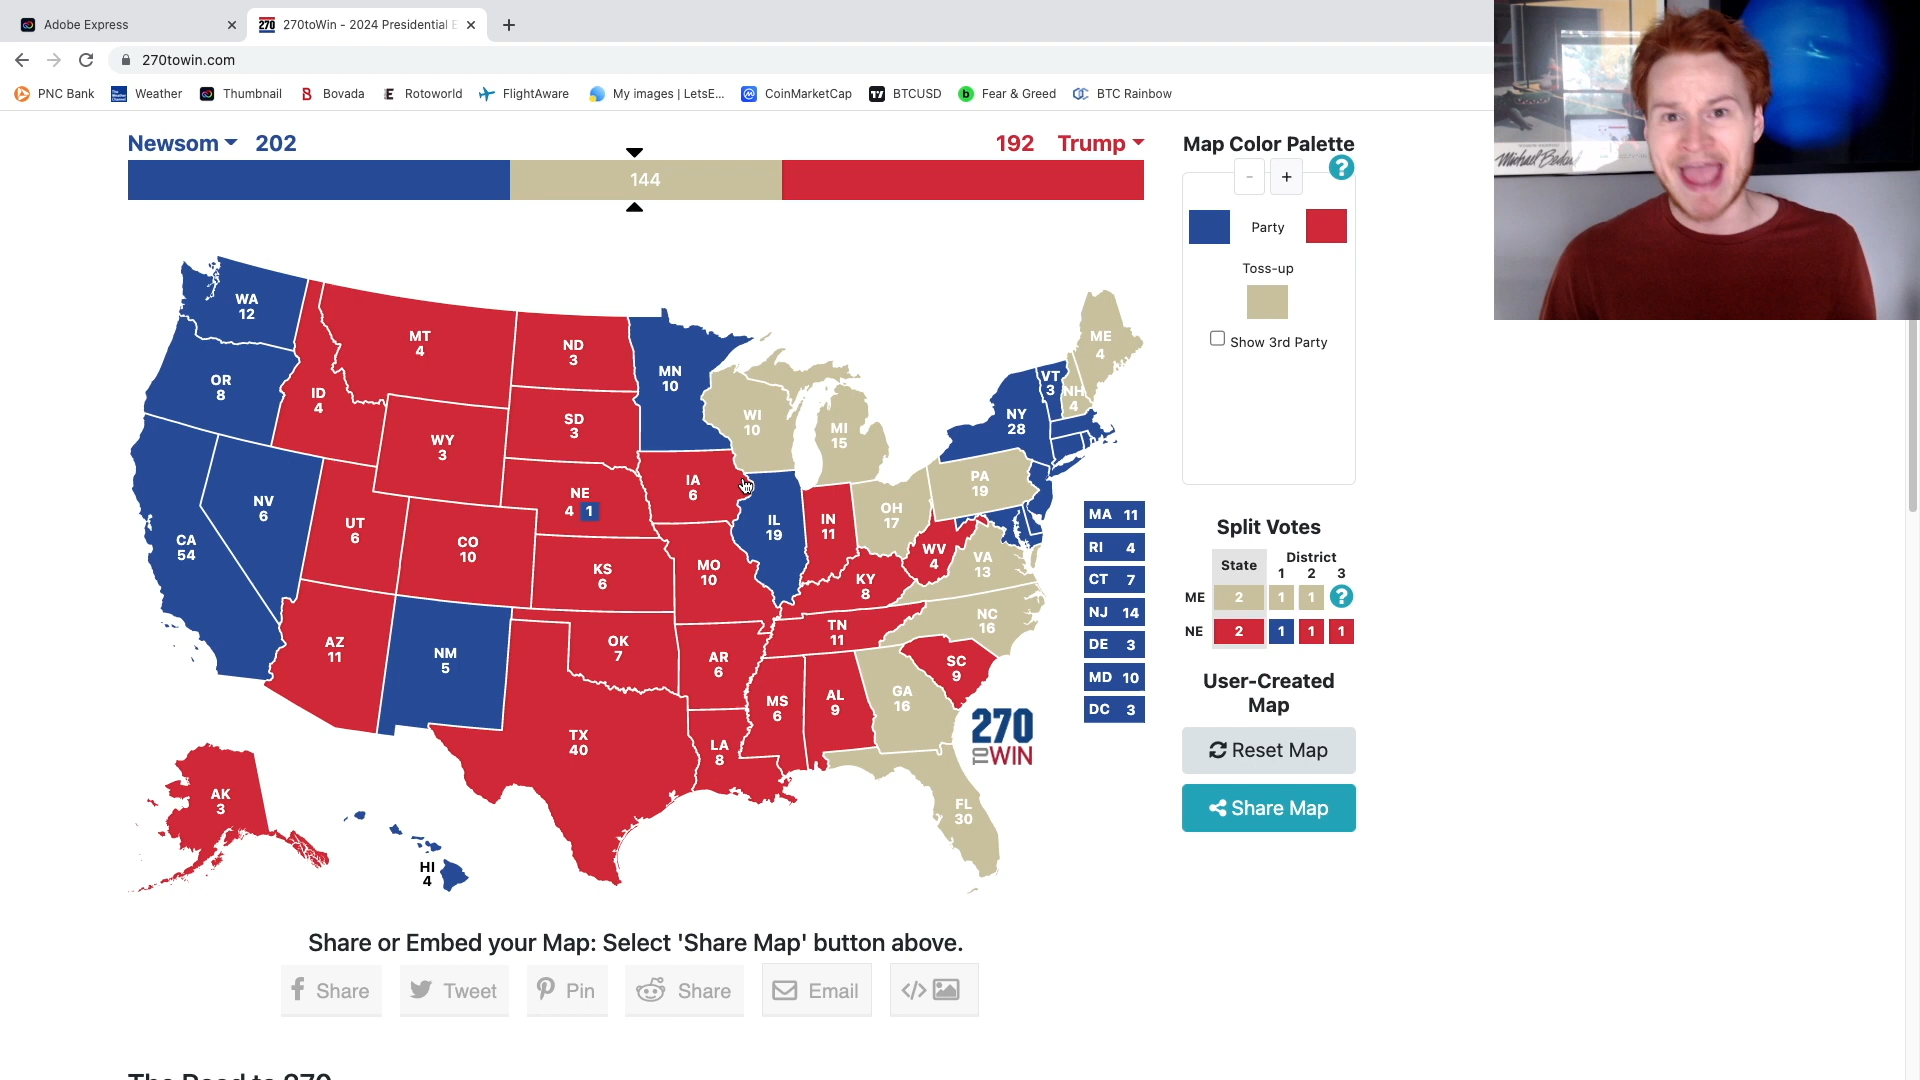 Adobe Express
270 270toWin - 2024 Presidential E
270towin.com
PNC Bank
Weather
Thumbnail
Bovada
Rotoworld
FlightAware
My images | LetsE...
CoinMarketCap
BTCUSD
Fear & Greed
BTC Rainbow
Newsom 202
192 Trump
144
Map Color Palette
- +
?
Party
Toss-up
Show 3rd Party
WA
12
OR
8
CA
54
NV
6
ID
4
MT
4
WY
3
UT
6
CO
10
AZ
11
NM
5
ND
3
SD
3
NE
4 1
KS
6
OK
7
TX
40
MN
10
IA
6
MO
10
AR
6
LA
8
WI
10
IL
19
MI
15
IN
11
OH
17
KY
8
TN
11
MS
6
AL
9
GA
16
FL
30
SC
9
NC
16
VA
13
WV
4
PA
19
NY
28
VT
3
NH
4
ME
4
AK
3
HI
4
MA 11
RI 4
CT 7
NJ 14
DE 3
MD 10
DC 3
270
TO WIN
Split Votes
State
District
1 2 3
ME 2 1 1 ?
NE 2 1 1 1
User-Created
Map
Reset Map
Share Map
Share or Embed your Map: Select 'Share Map' button above.
Share
Tweet
Pin
Share
Email
</>
The Road to 270